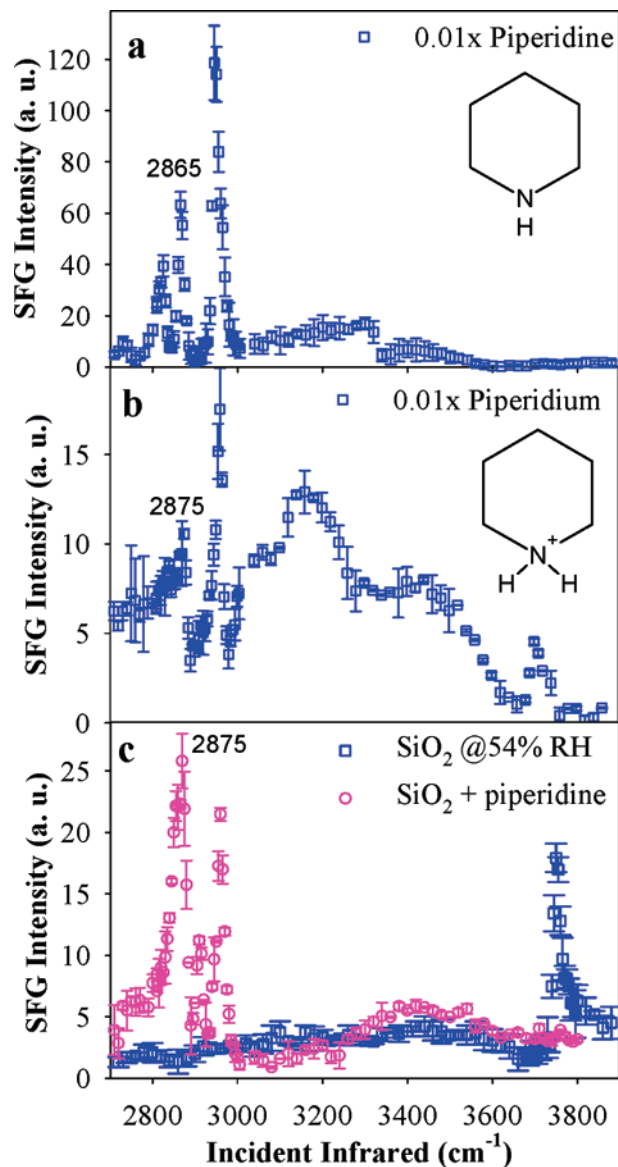 a
0.01x Piperidine
120
100
80
60
40
20
0
SFG Intensity (a. u.)
2865
N
H
b
0.01x Piperidium
15
10
5
0
SFG Intensity (a. u.)
2875
+
H N H
c
2875
SiO2 @54% RH
SiO2 + piperidine
25
20
15
10
5
0
SFG Intensity (a. u.)
2800 3000 3200 3400 3600 3800
Incident Infrared (cm-1)